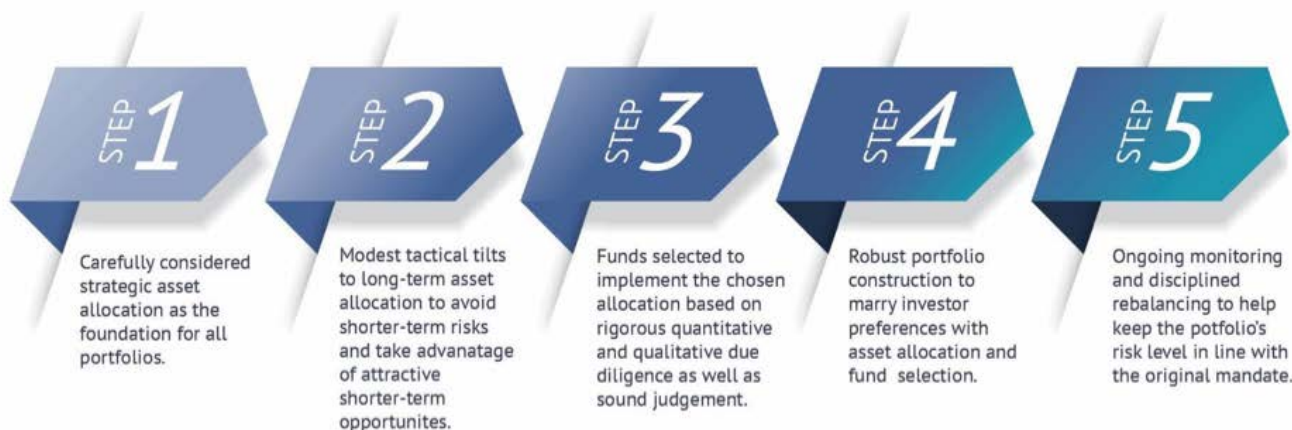 STEP 1
STEP 2
STEP 3
STEP 4
STEP 5
Carefully considered
strategic asset
allocation as the
foundation for all
portfolios.
Modest tactical tilts
to long-term asset
allocation to avoid
shorter-term risks
and take advanatage
of attractive
shorter-term
opportunites.
Funds selected to
implement the chosen
allocation based on
rigorous quantitative
and qualitative due
diligence as well as
sound judgement.
Robust portfolio
construction to
marry investor
preferences with
asset allocation and
fund selection.
Ongoing monitoring
and disciplined
rebalancing to help
keep the potfolio's
risk level in line with
the original mandate.